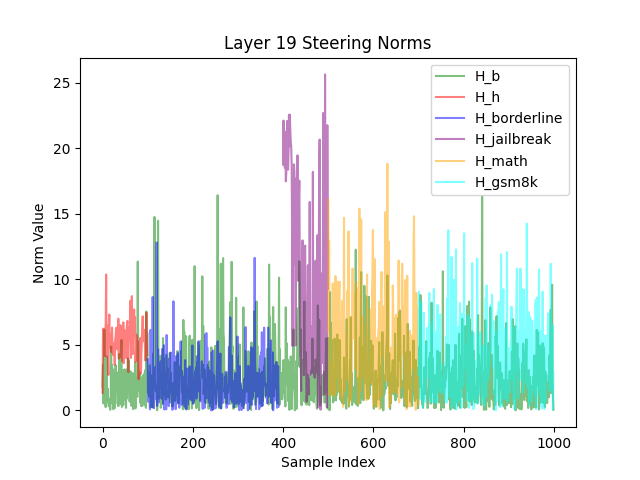 Layer 19 Steering Norms
H_b
H_h
H_borderline
H_jailbreak
H_math
H_gsm8k
Norm Value
25
20
15
10
5
0
0
200
400
600
800
1000
Sample Index